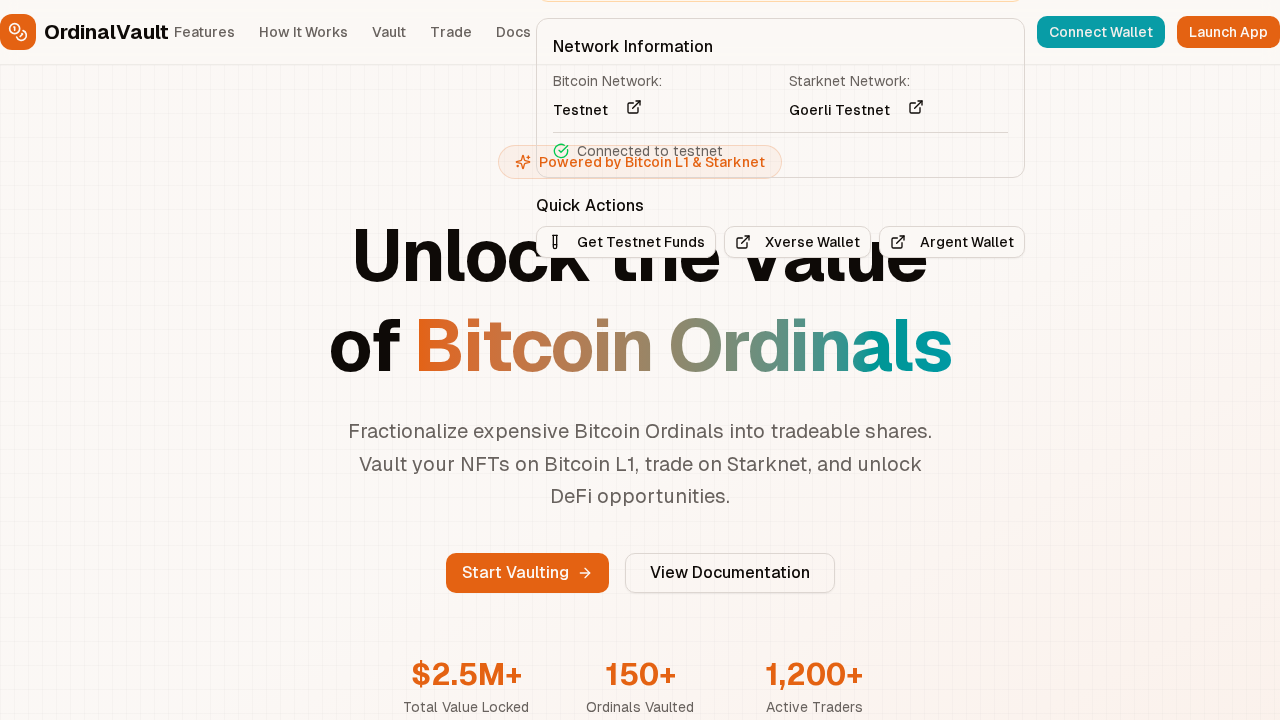 OrdinalVault
Features
How It Works
Vault
Trade
Docs
Connect Wallet
Launch App
Network Information
Bitcoin Network:
Starknet Network:
Testnet
Goerli Testnet
Connected to testnet
Powered by Bitcoin L1 & Starknet
Quick Actions
Get Testnet Funds
Xverse Wallet
Argent Wallet
Unlock the Value
of Bitcoin Ordinals
Fractionalize expensive Bitcoin Ordinals into tradeable shares.
Vault your NFTs on Bitcoin L1, trade on Starknet, and unlock
DeFi opportunities.
Start Vaulting
View Documentation
$2.5M+
150+
1,200+
Total Value Locked
Ordinals Vaulted
Active Traders